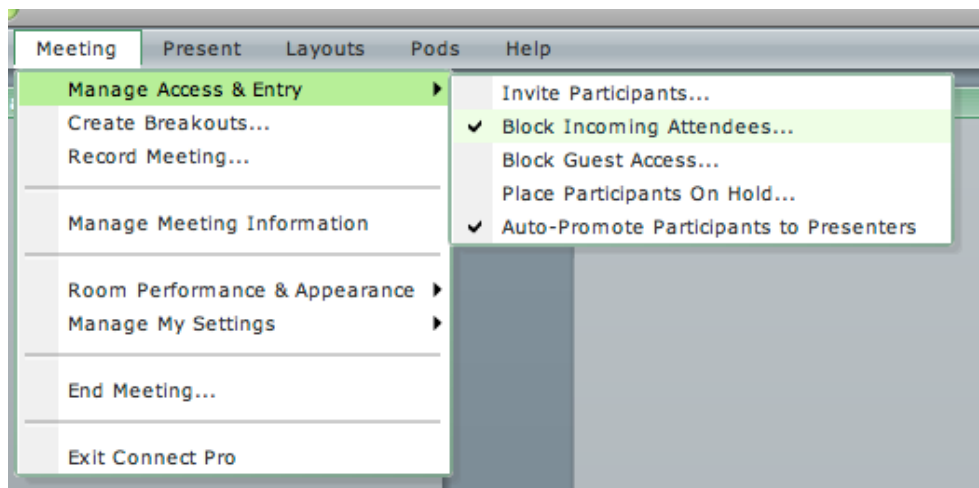 Meeting Present Layouts Pods Help
Manage Access & Entry
Create Breakouts...
Record Meeting...
Manage Meeting Information
Room Performance & Appearance
Manage My Settings
End Meeting...
Exit Connect Pro
Invite Participants...
Block Incoming Attendees...
Block Guest Access...
Place Participants On Hold...
Auto-Promote Participants to Presenters